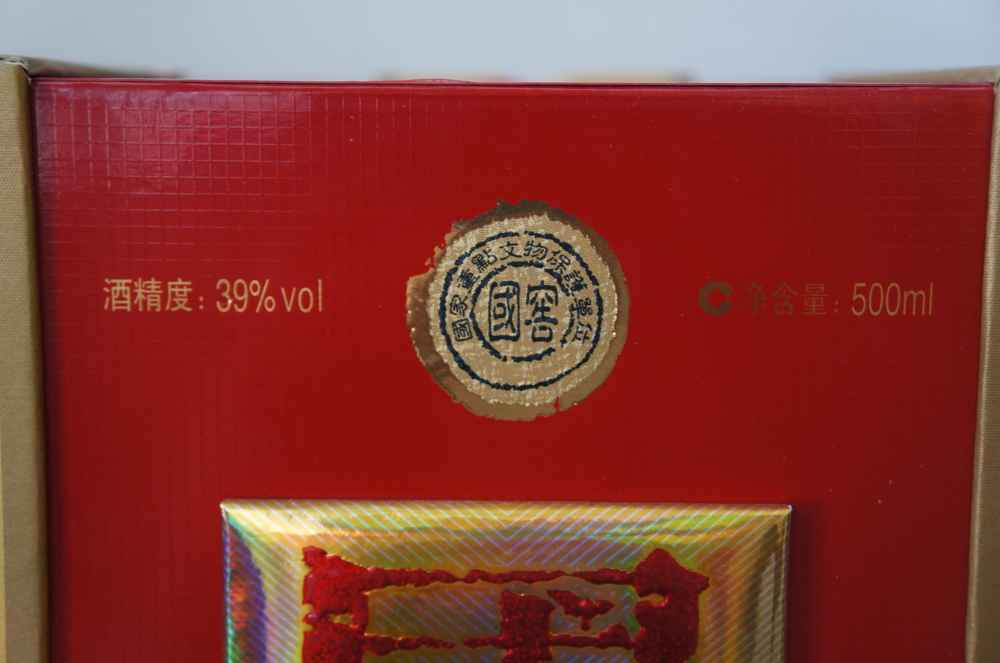 國家重點文物保護單位
國窖
酒精度: 39%vol
C 净含量: 500ml